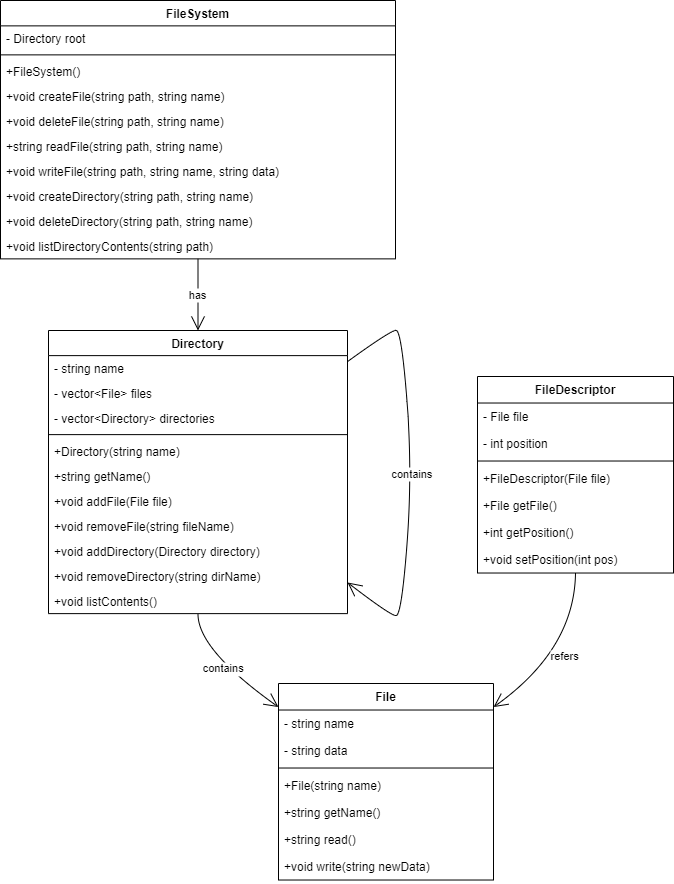 FileSystem
- Directory root
+FileSystem()
+void createFile(string path, string name)
+void deleteFile(string path, string name)
+string readFile(string path, string name)
+void writeFile(string path, string name, string data)
+void createDirectory(string path, string name)
+void deleteDirectory(string path, string name)
+void listDirectoryContents(string path)
has
Directory
- string name
- vector<File> files
- vector<Directory> directories
+Directory(string name)
+string getName()
+void addFile(File file)
+void removeFile(string fileName)
+void addDirectory(Directory directory)
+void removeDirectory(string dirName)
+void listContents()
contains
FileDescriptor
- File file
- int position
+FileDescriptor(File file)
+File getFile()
+int getPosition()
+void setPosition(int pos)
contains
refers
File
- string name
- string data
+File(string name)
+string getName()
+string read()
+void write(string newData)